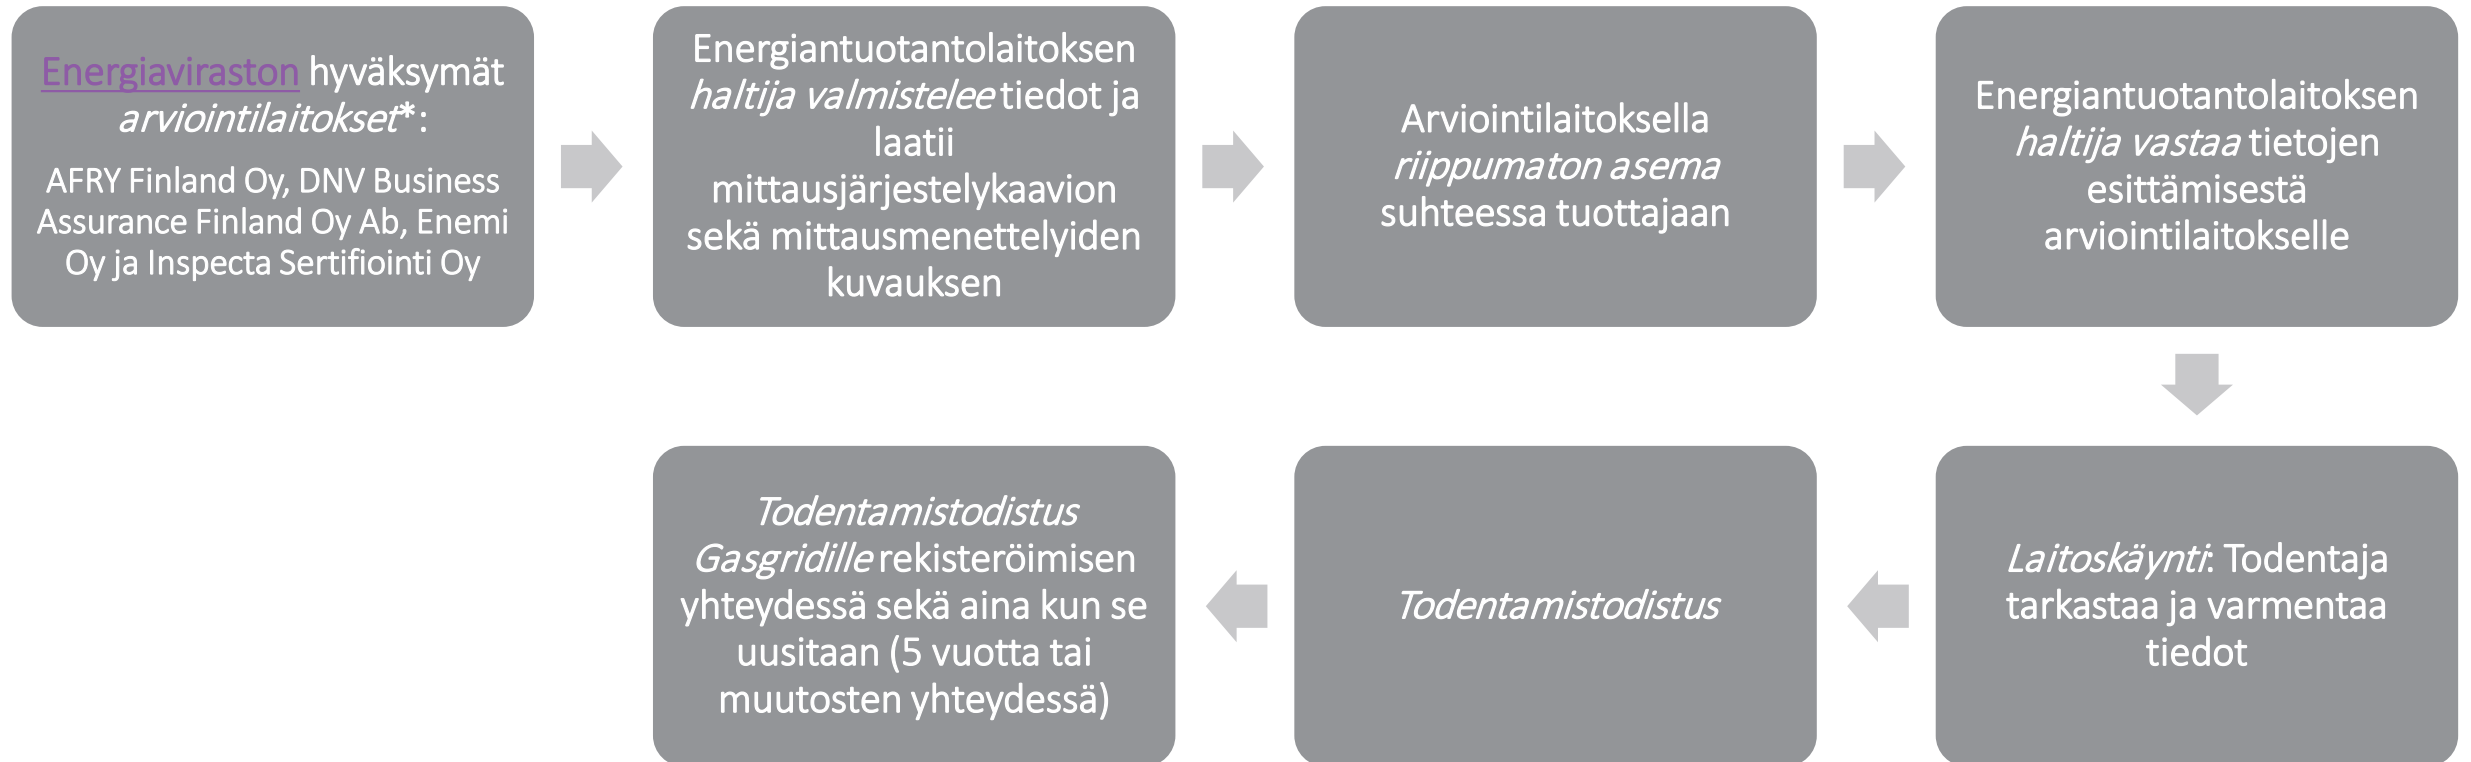 Energiaviraston hyväksymät
arviointilaitokset*:
AFRY Finland Oy, DNV Business
Assurance Finland Oy Ab, Enemi
Oy ja Inspecta Sertifiointi Oy
Energiantuotantolaitoksen
haltija valmistelee tiedot ja
laatii
mittausjärjestelykaavion
sekä mittausmenettelyiden
kuvauksen
Arviointilaitoksella
riippumaton asema
suhteessa tuottajaan
Energiantuotantolaitoksen
haltija vastaa tietojen
esittämisestä
arviointilaitokselle
Laitoskäynti: Todentaja
tarkastaa ja varmentaa
tiedot
Todentamistodistus
Todentamistodistus
Gasgridille rekisteröimisen
yhteydessä sekä aina kun se
uusitaan (5 vuotta tai
muutosten yhteydessä)